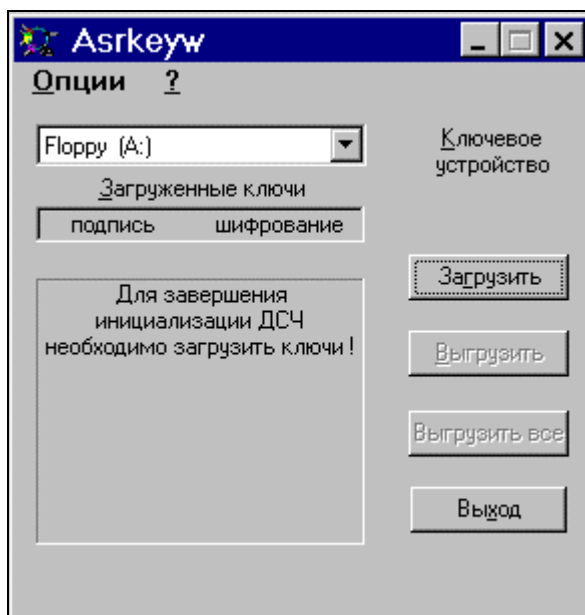 Asrkeyw
Опции ?
Floppy (A:)
Ключевое
устройство
Загруженные ключи
подпись шифрование
Для завершения
инициализации ДСЧ
необходимо загрузить ключи !
Загрузить
Выгрузить
Выгрузить все
Выход